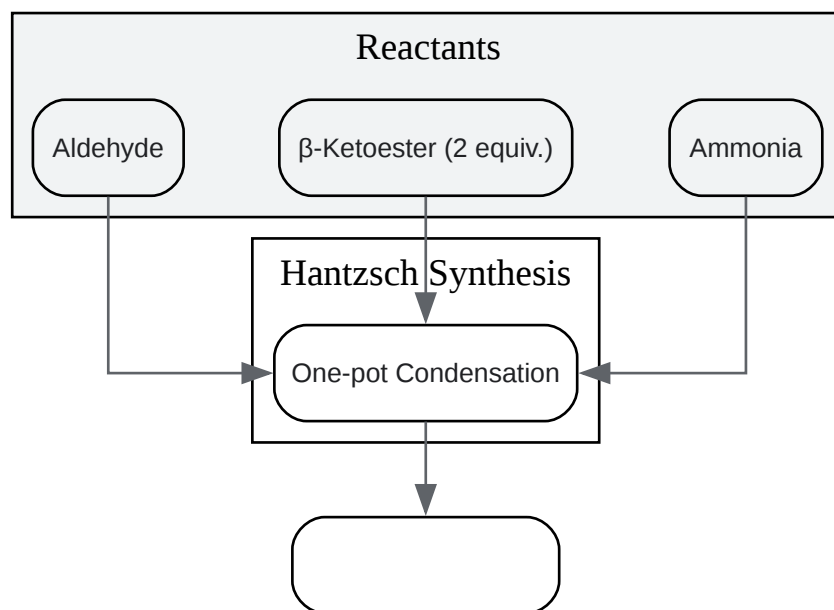 Reactants
Aldehyde
β-Ketoester (2 equiv.)
Ammonia
Hantzsch Synthesis
One-pot Condensation